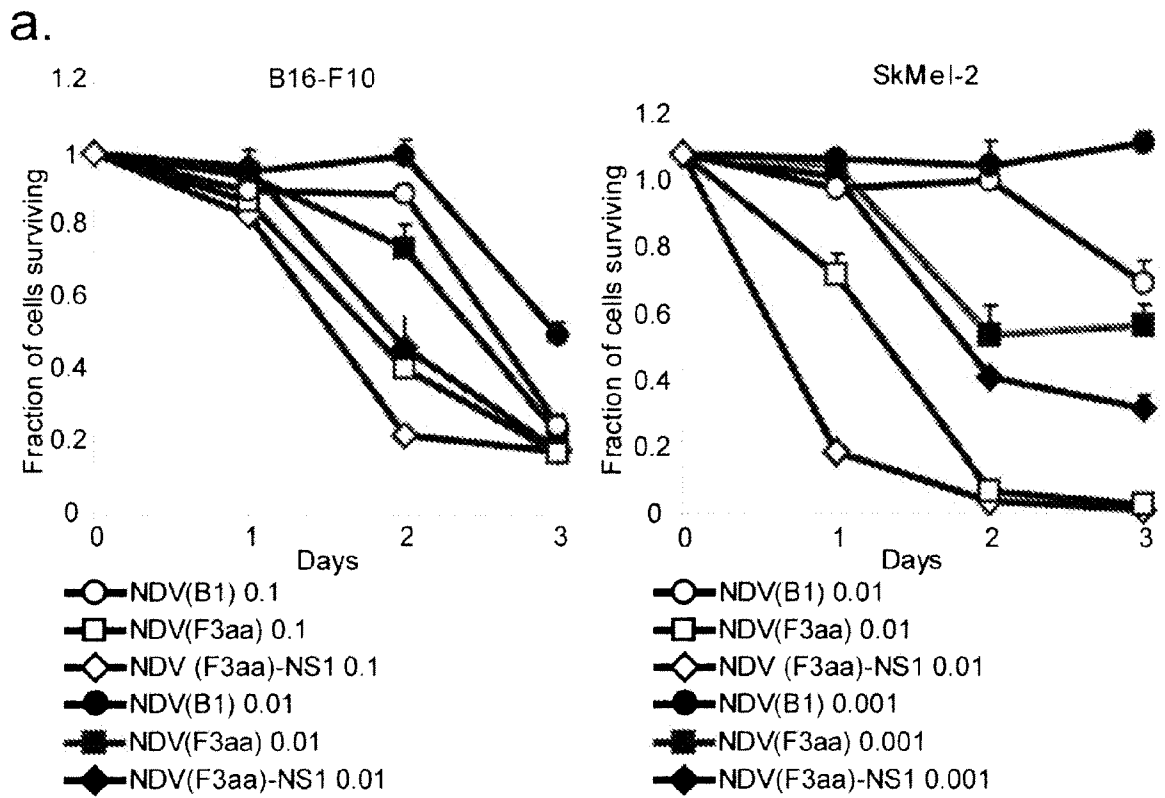 a.
B16-F10
1.2
1
0.8
0.6
0.4
0.2
0
Fraction of cells surviving
0 1 2 3
Days
NDV(B1) 0.1
NDV(F3aa) 0.1
NDV (F3aa)-NS1 0.1
NDV(B1) 0.01
NDV(F3aa) 0.01
NDV(F3aa)-NS1 0.01
SkMel-2
1.2
1.0
0.8
0.6
0.4
0.2
0
Fraction of cells surviving
0 1 2 3
Days
NDV(B1) 0.01
NDV(F3aa) 0.01
NDV (F3aa)-NS1 0.01
NDV(B1) 0.001
NDV(F3aa) 0.001
NDV(F3aa)-NS1 0.001